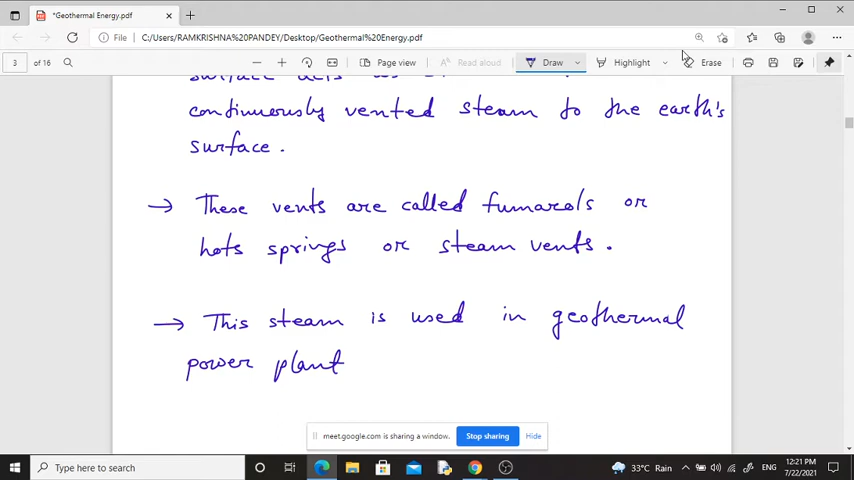 *Geothermal Energy.pdf
File
C:/Users/RAMKRISHNA%20PANDEY/Desktop/Geothermal%20Energy.pdf
3 of 16
Page view
Read aloud
Draw
Highlight
Erase
surface acts as
continuously vented steam to the earth's
surface.
→ These vents are called fumarols or
hots springs or steam vents.
→ This steam is used in geothermal
power plant
meet.google.com is sharing a window.
Stop sharing
Hide
Type here to search
33°C Rain
ENG
12:21 PM
7/22/2021